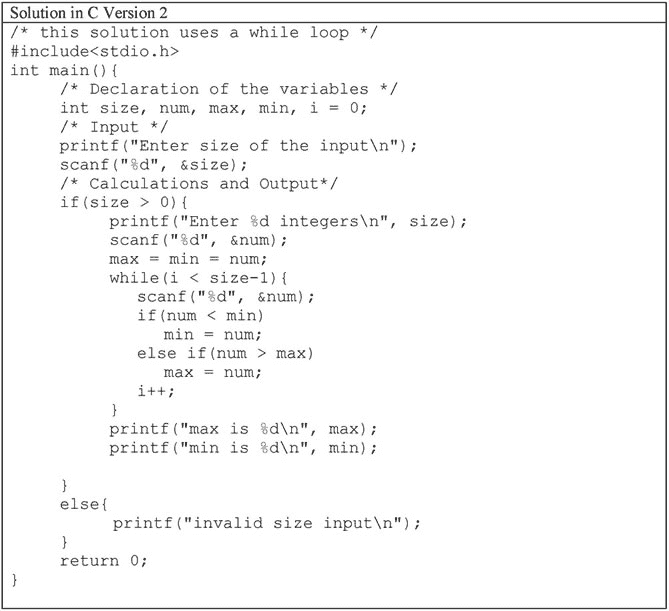 Solution in C Version 2
/* this solution uses a while loop */
#include<stdio.h>
int main(){
/* Declaration of the variables */
int size, num, max, min, i = 0;
/* Input */
printf("Enter size of the input\n");
scanf("%d", &size);
/* Calculations and Output*/
if(size > 0){
printf("Enter %d integers\n", size);
scanf("%d", &num);
max = min = num;
while(i < size-1){
scanf("%d", &num);
if(num < min)
min = num;
else if(num > max)
max = num;
i++;
}
printf("max is %d\n", max);
printf("min is %d\n", min);
}
else{
printf("invalid size input\n");
}
return 0;
}